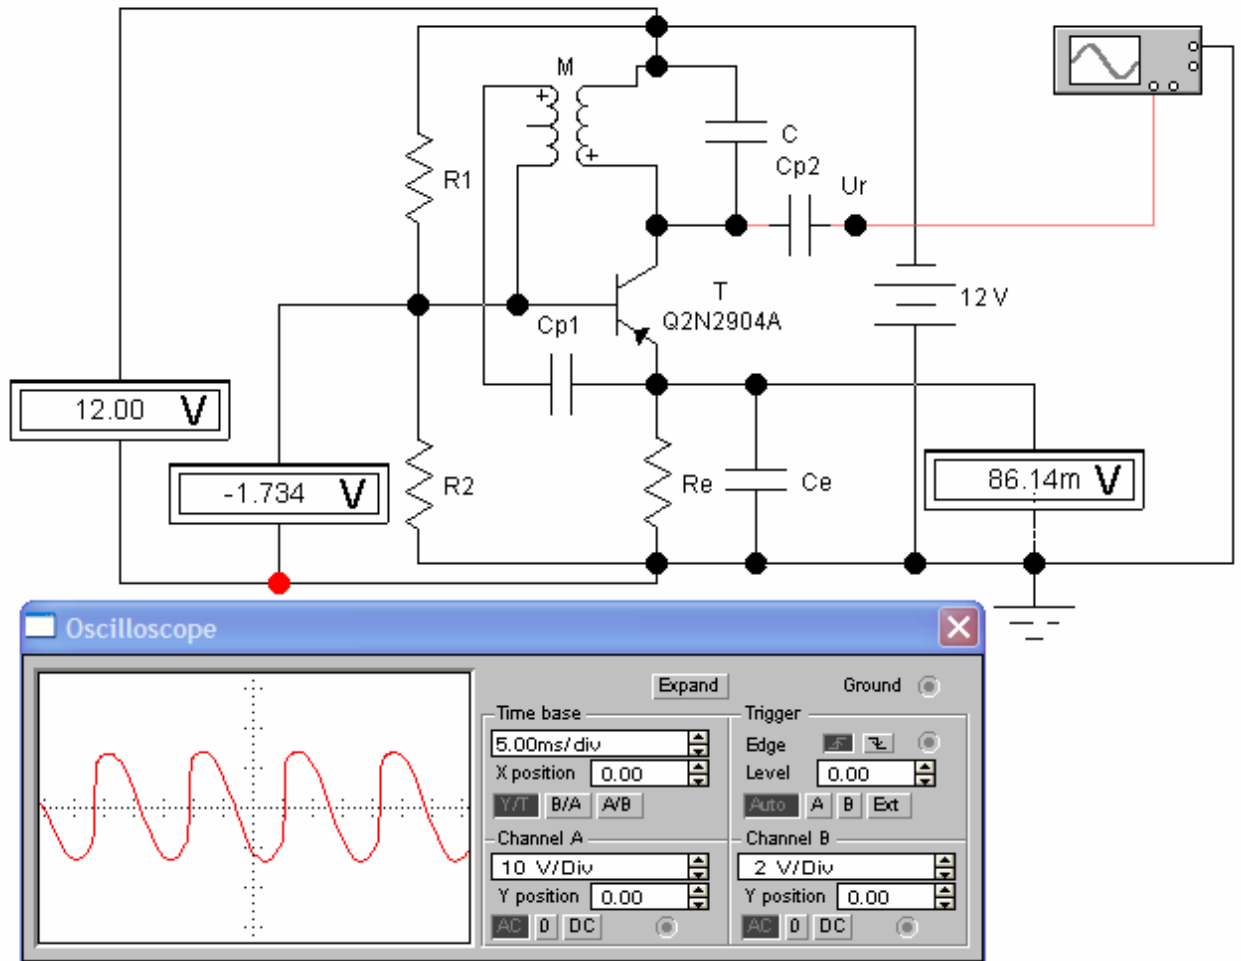 M
+
C
Cp2
Ur
R1
+
T
12 V
Q2N2904A
Cp1
12.00 V
-1.734 V
R2
Re
Ce
86.14m V
Oscilloscope
Expand
Ground
Time base
Trigger
5.00ms/div
Edge
X position 0.00
Level 0.00
Y/T B/A A/B
Auto A B Ext
Channel A
Channel B
10 V/Div
2 V/Div
Y position 0.00
Y position 0.00
AC 0 DC
AC 0 DC